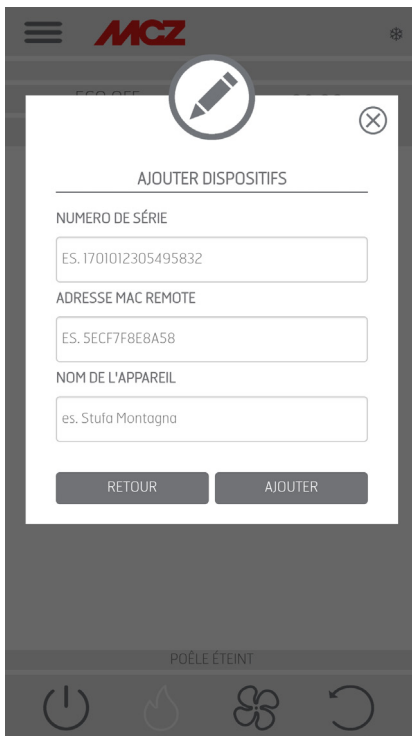 MCZ
AJOUTER DISPOSITIFS
NUMERO DE SÉRIE
ES. 1701012305495832
ADRESSE MAC REMOTE
ES. 5ECF7F8E8A58
NOM DE L'APPAREIL
es. Stufa Montagna
RETOUR
AJOUTER
POÊLE ÉTEINT